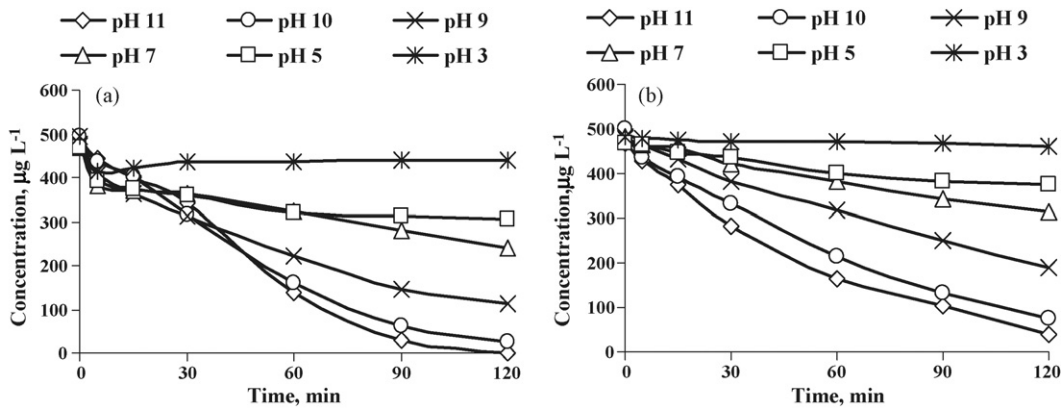 pH 11 pH 10 pH 9
pH 7 pH 5 pH 3
(a)
600
500
400
300
200
100
0
0 30 60 90 120
Concentration, µg L-1
Time, min
pH 11 pH 10 pH 9
pH 7 pH 5 pH 3
(b)
600
500
400
300
200
100
0
0 30 60 90 120
Concentration,µg L-1
Time, min